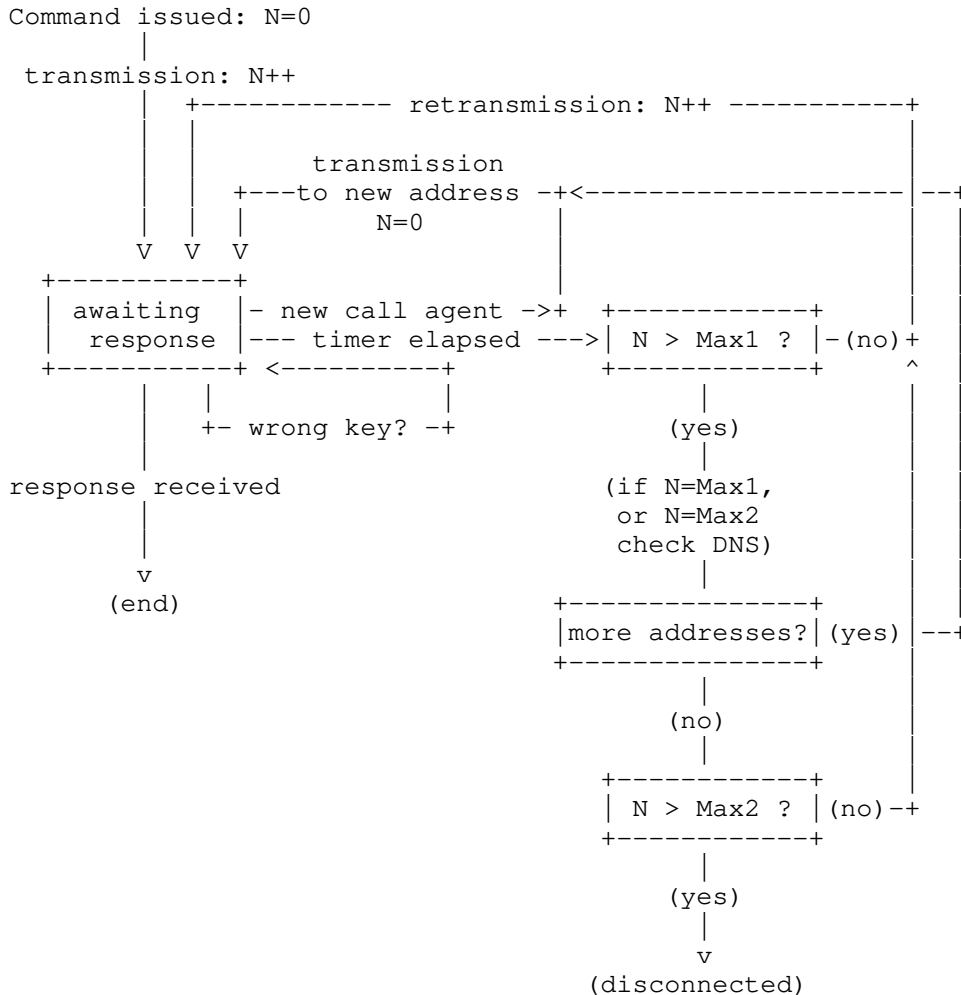 Command issued: N=0
transmission: N++
retransmission: N++
transmission
to new address
N=0
awaiting
response
new call agent
timer elapsed
N > Max1 ?
(no)
wrong key?
(yes)
response received
(if N=Max1,
or N=Max2
check DNS)
(end)
more addresses?
(yes)
(no)
N > Max2 ?
(no)
(yes)
(disconnected)